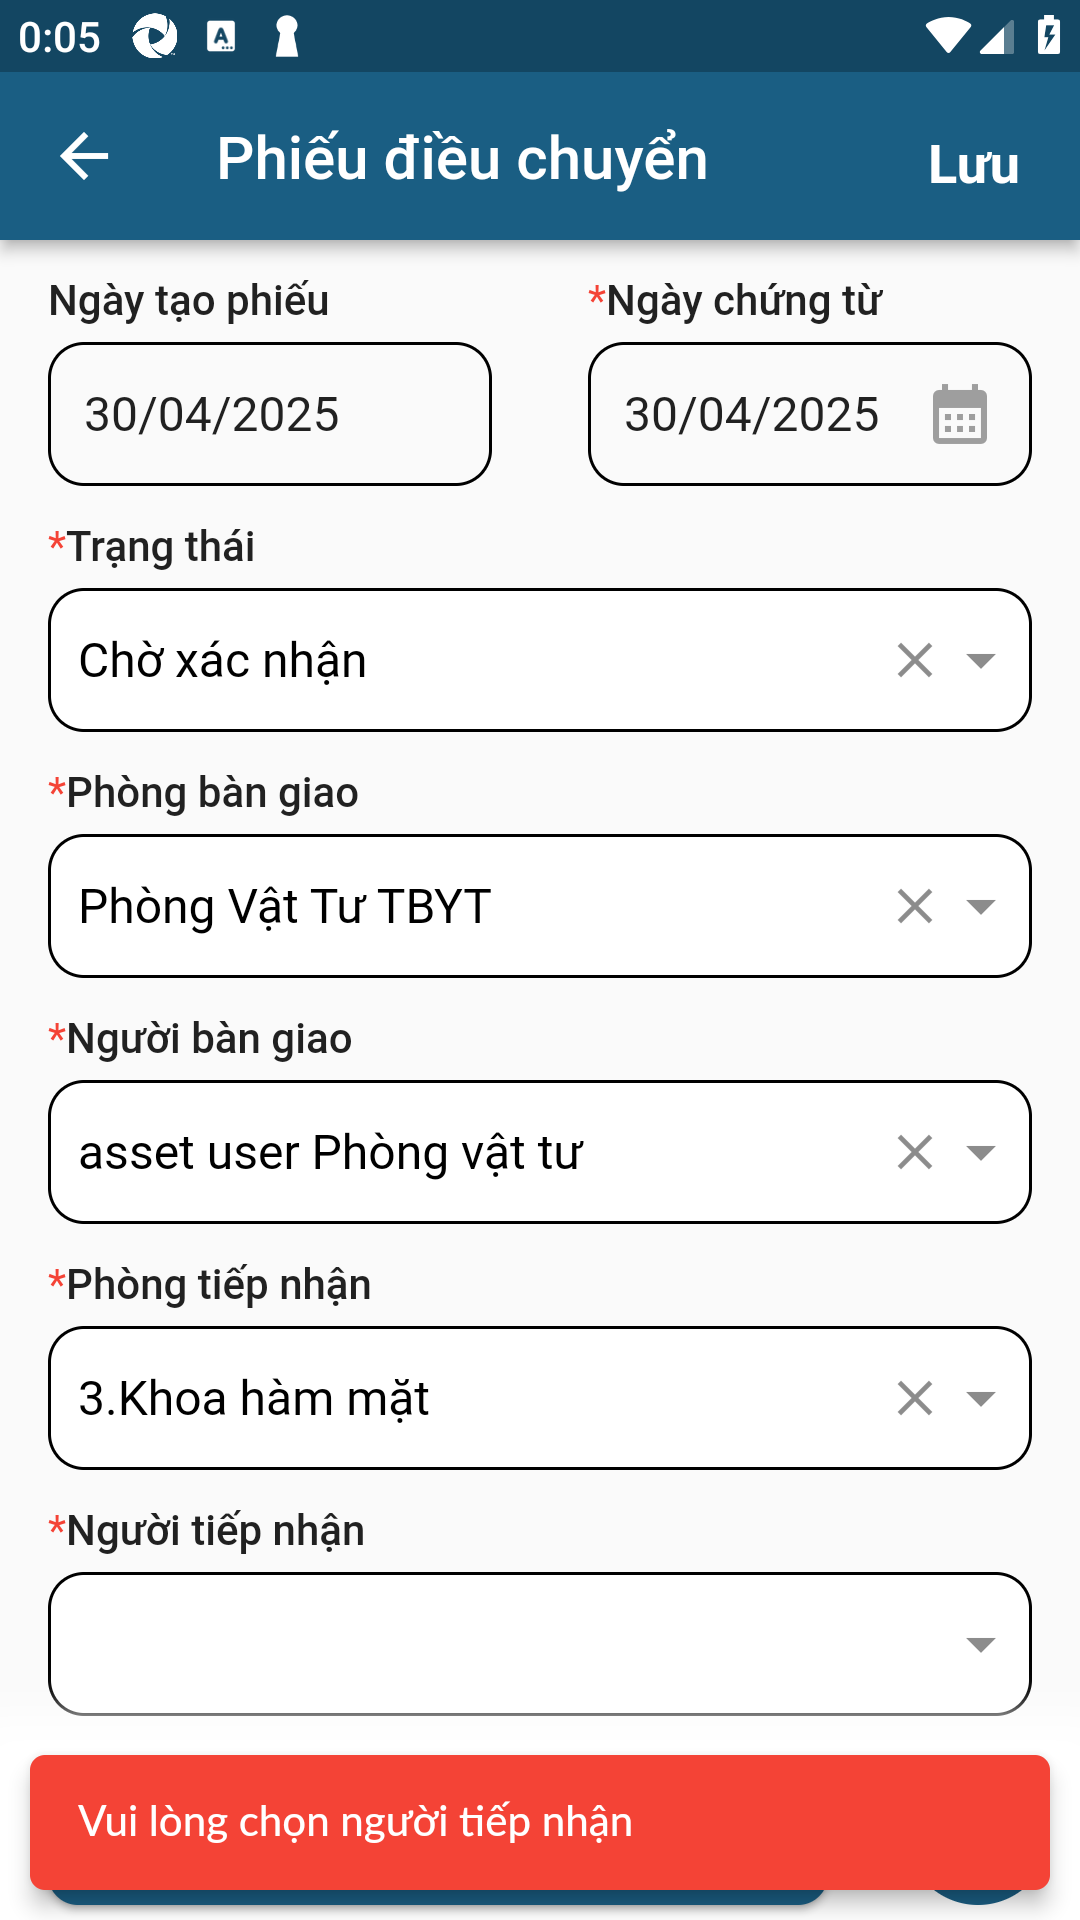 0:05
Phiếu điều chuyển
Lưu
Ngày tạo phiếu
*Ngày chứng từ
30/04/2025
30/04/2025
*Trạng thái
Chờ xác nhận
*Phòng bàn giao
Phòng Vật Tư TBYT
*Người bàn giao
asset user Phòng vật tư
*Phòng tiếp nhận
3.Khoa hàm mặt
*Người tiếp nhận
Vui lòng chọn người tiếp nhận